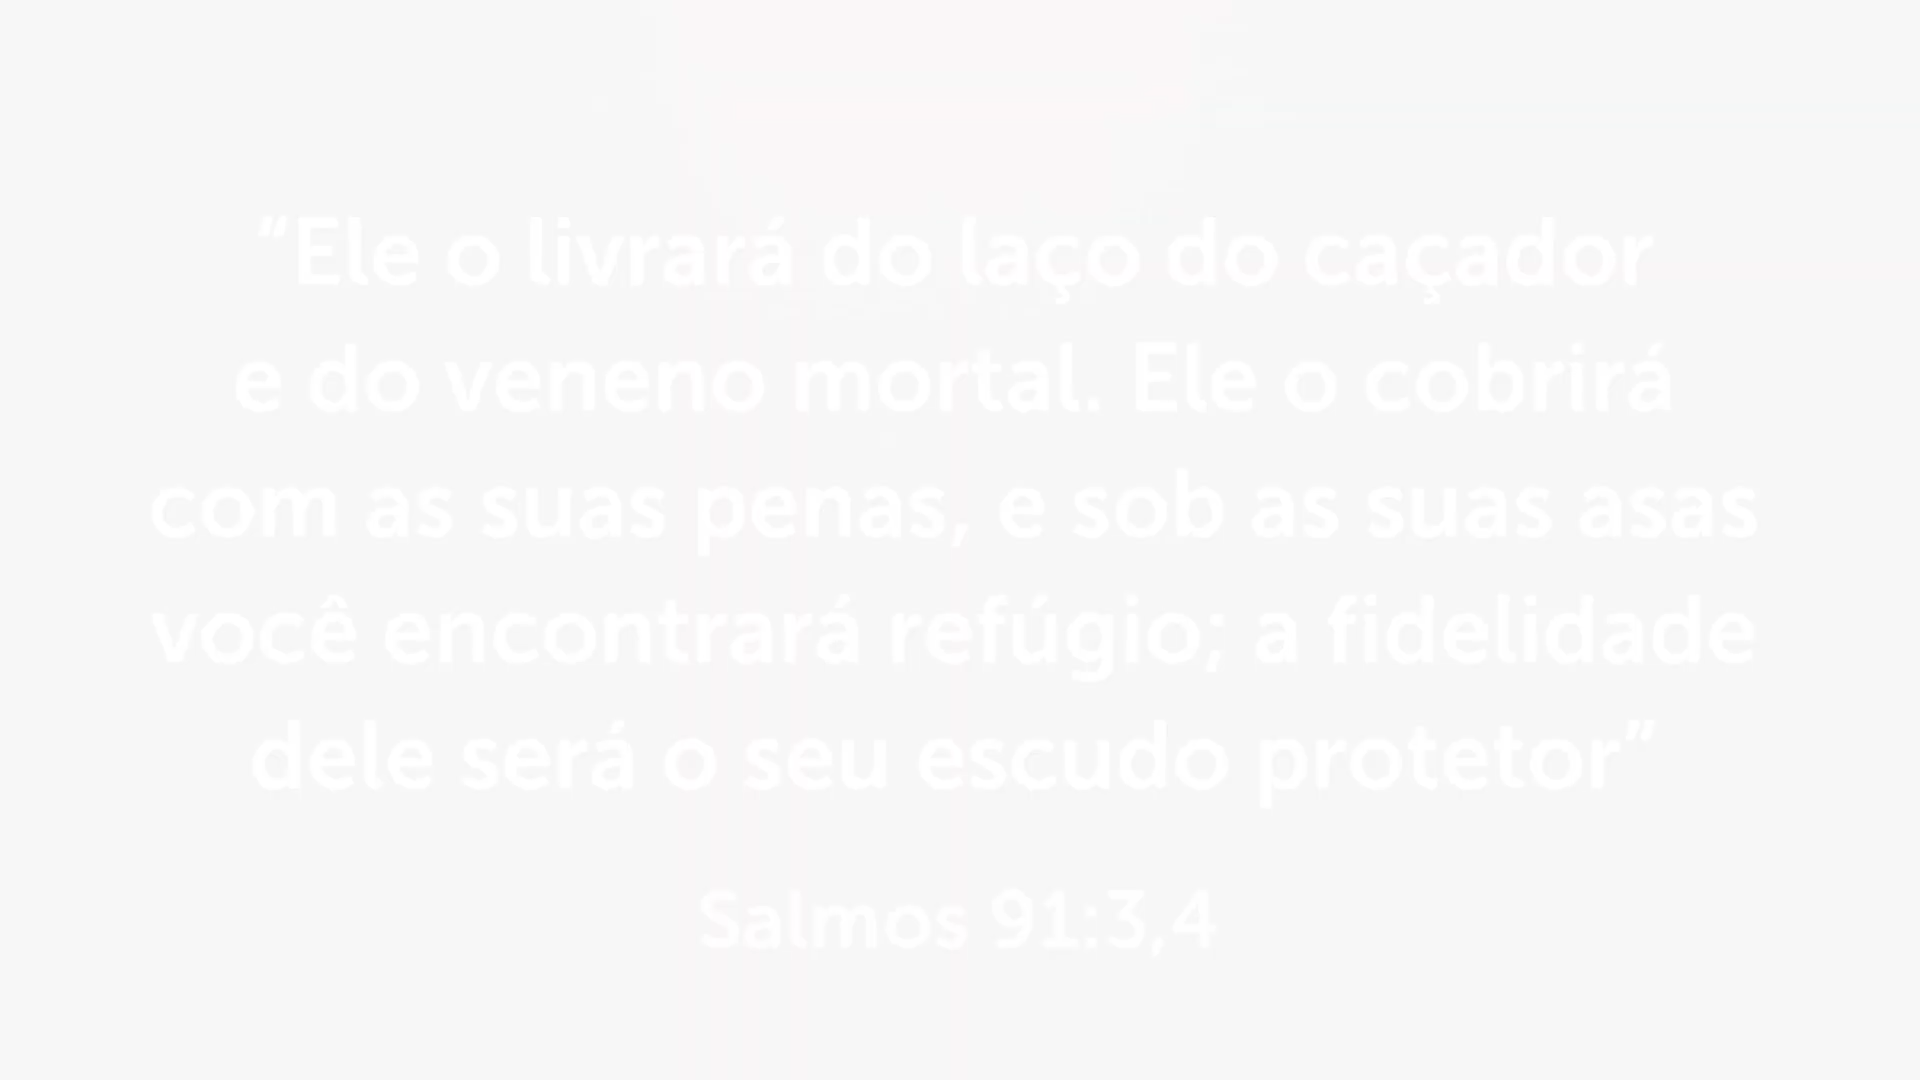 “Ele o livrará do laço do caçador
e do veneno mortal. Ele o cobrirá
com as suas penas, e sob as suas asas
você encontrará refúgio; a fidelidade
dele será o seu escudo protetor”
Salmos 91:3,4